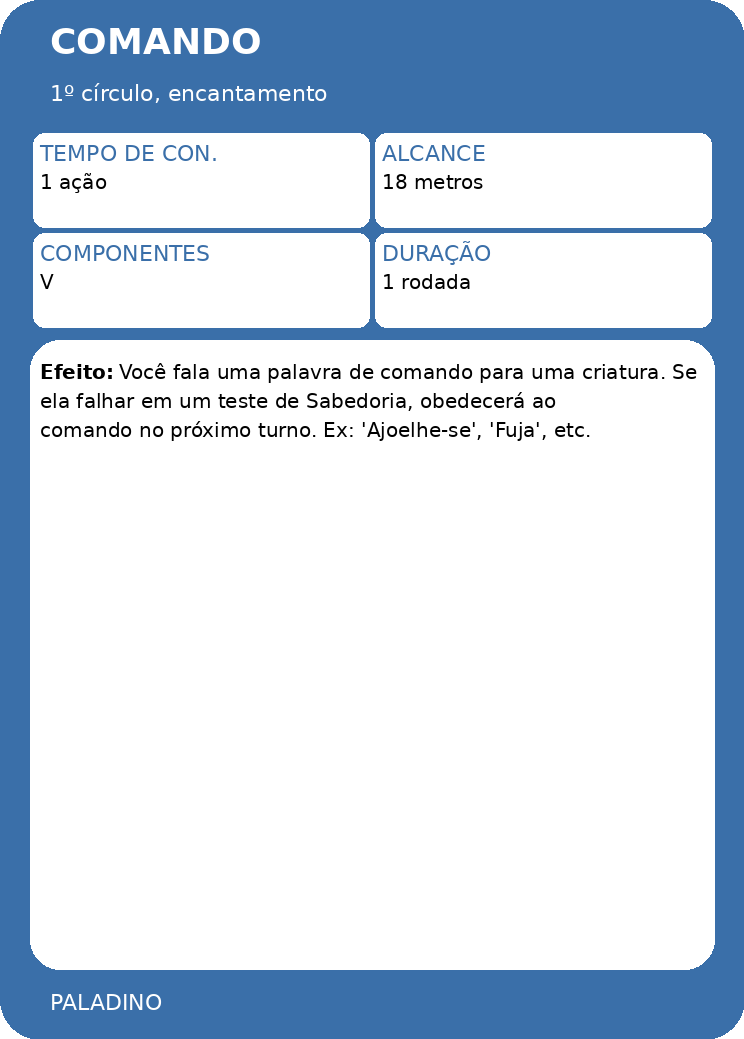 COMANDO
1º círculo, encantamento
TEMPO DE CON.
1 ação
ALCANCE
18 metros
COMPONENTES
V
DURAÇÃO
1 rodada
Efeito: Você fala uma palavra de comando para uma criatura. Se
ela falhar em um teste de Sabedoria, obedecerá ao
comando no próximo turno. Ex: 'Ajoelhe-se', 'Fuja', etc.
PALADINO